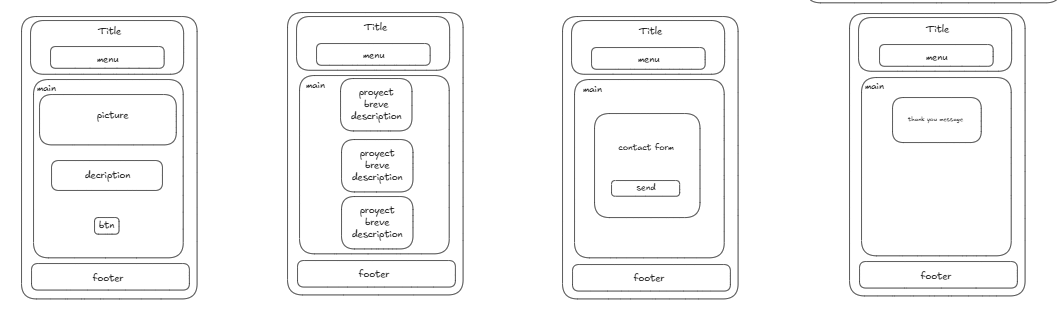 Title
menu
main
picture
decription
btn
footer
Title
menu
main
proyect
breve
description
proyect
breve
description
proyect
breve
description
footer
Title
menu
main
contact form
send
footer
Title
menu
main
thank you message
footer